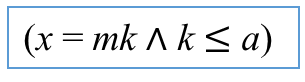 (x = mk ∧ k ≤ a)